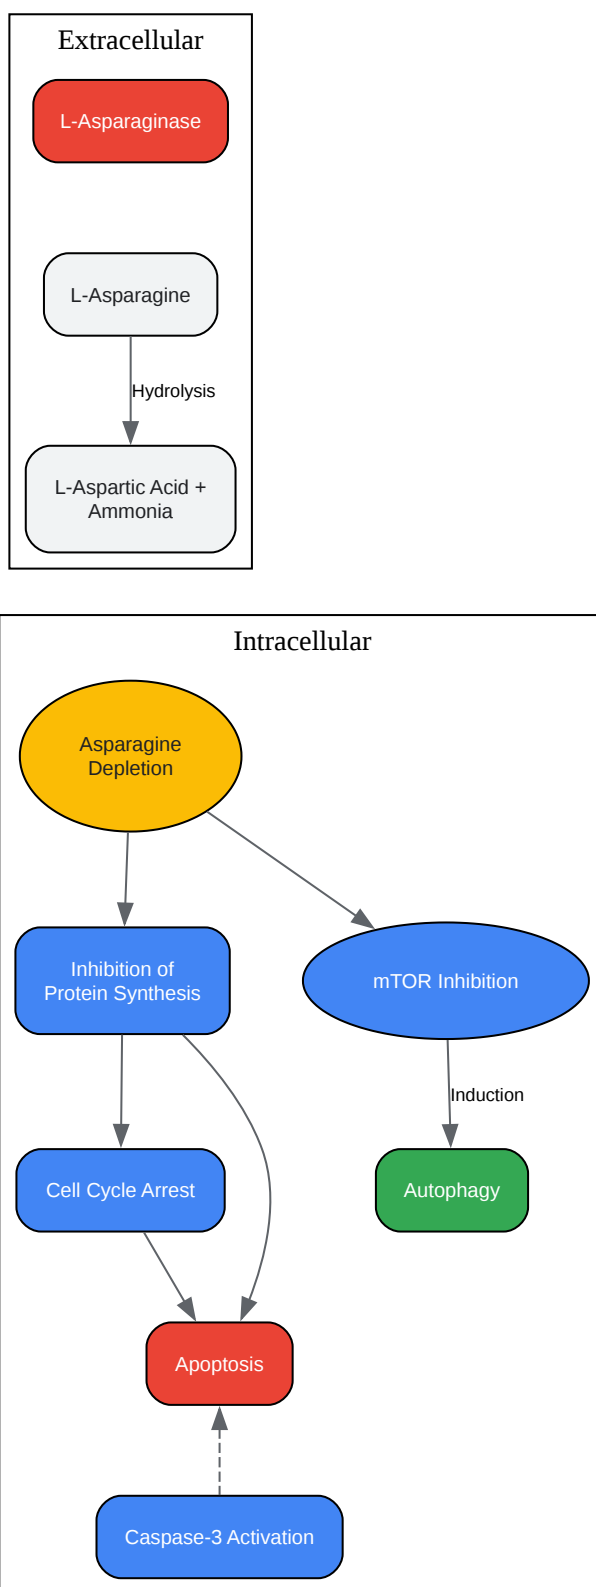 Extracellular
L-Asparaginase
L-Asparagine
Hydrolysis
L-Aspartic Acid +
Ammonia
Intracellular
Asparagine
Depletion
Inhibition of
Protein Synthesis
mTOR Inhibition
Induction
Cell Cycle Arrest
Autophagy
Apoptosis
Caspase-3 Activation